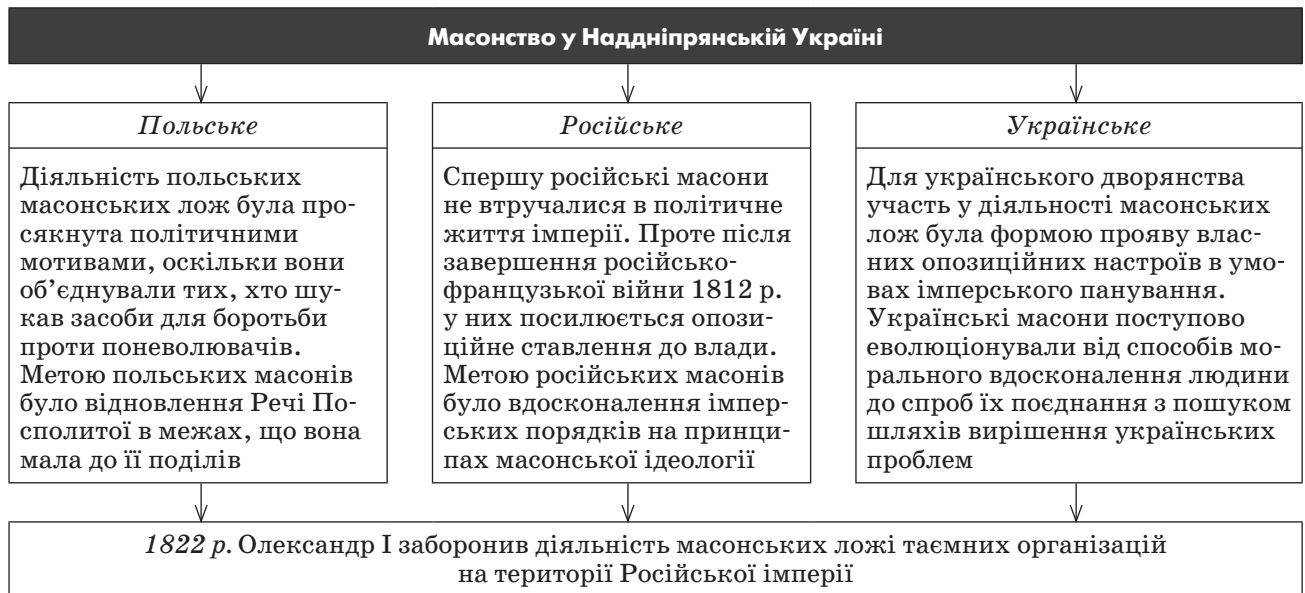 Масонство у Наддніпрянській Україні
Польське
Діяльність польських
масонських лож була про-
сякнута політичними
мотивами, оскільки вони
об’єднували тих, хто шу-
кав засоби для боротьби
проти поневолювачів.
Метою польських масонів
було відновлення Речі По-
сполитої в межах, що вона
мала до її поділів
Російське
Спершу російські масони
не втручалися в політичне
життя імперії. Проте після
завершення російсько-
французької війни 1812 р.
у них посилюється опози-
ційне ставлення до влади.
Метою російських масонів
було вдосконалення імпер-
ських порядків на принци-
пах масонської ідеології
Українське
Для українського дворянства
участь у діяльності масонських
лож була формою прояву влас-
них опозиційних настроїв в умо-
вах імперського панування.
Українські масони поступово
еволюціонували від способів мо-
рального вдосконалення людини
до спроб їх поєднання з пошуком
шляхів вирішення українських
проблем
1822 р. Олександр I заборонив діяльність масонських ложі таємних організацій
на території Російської імперії